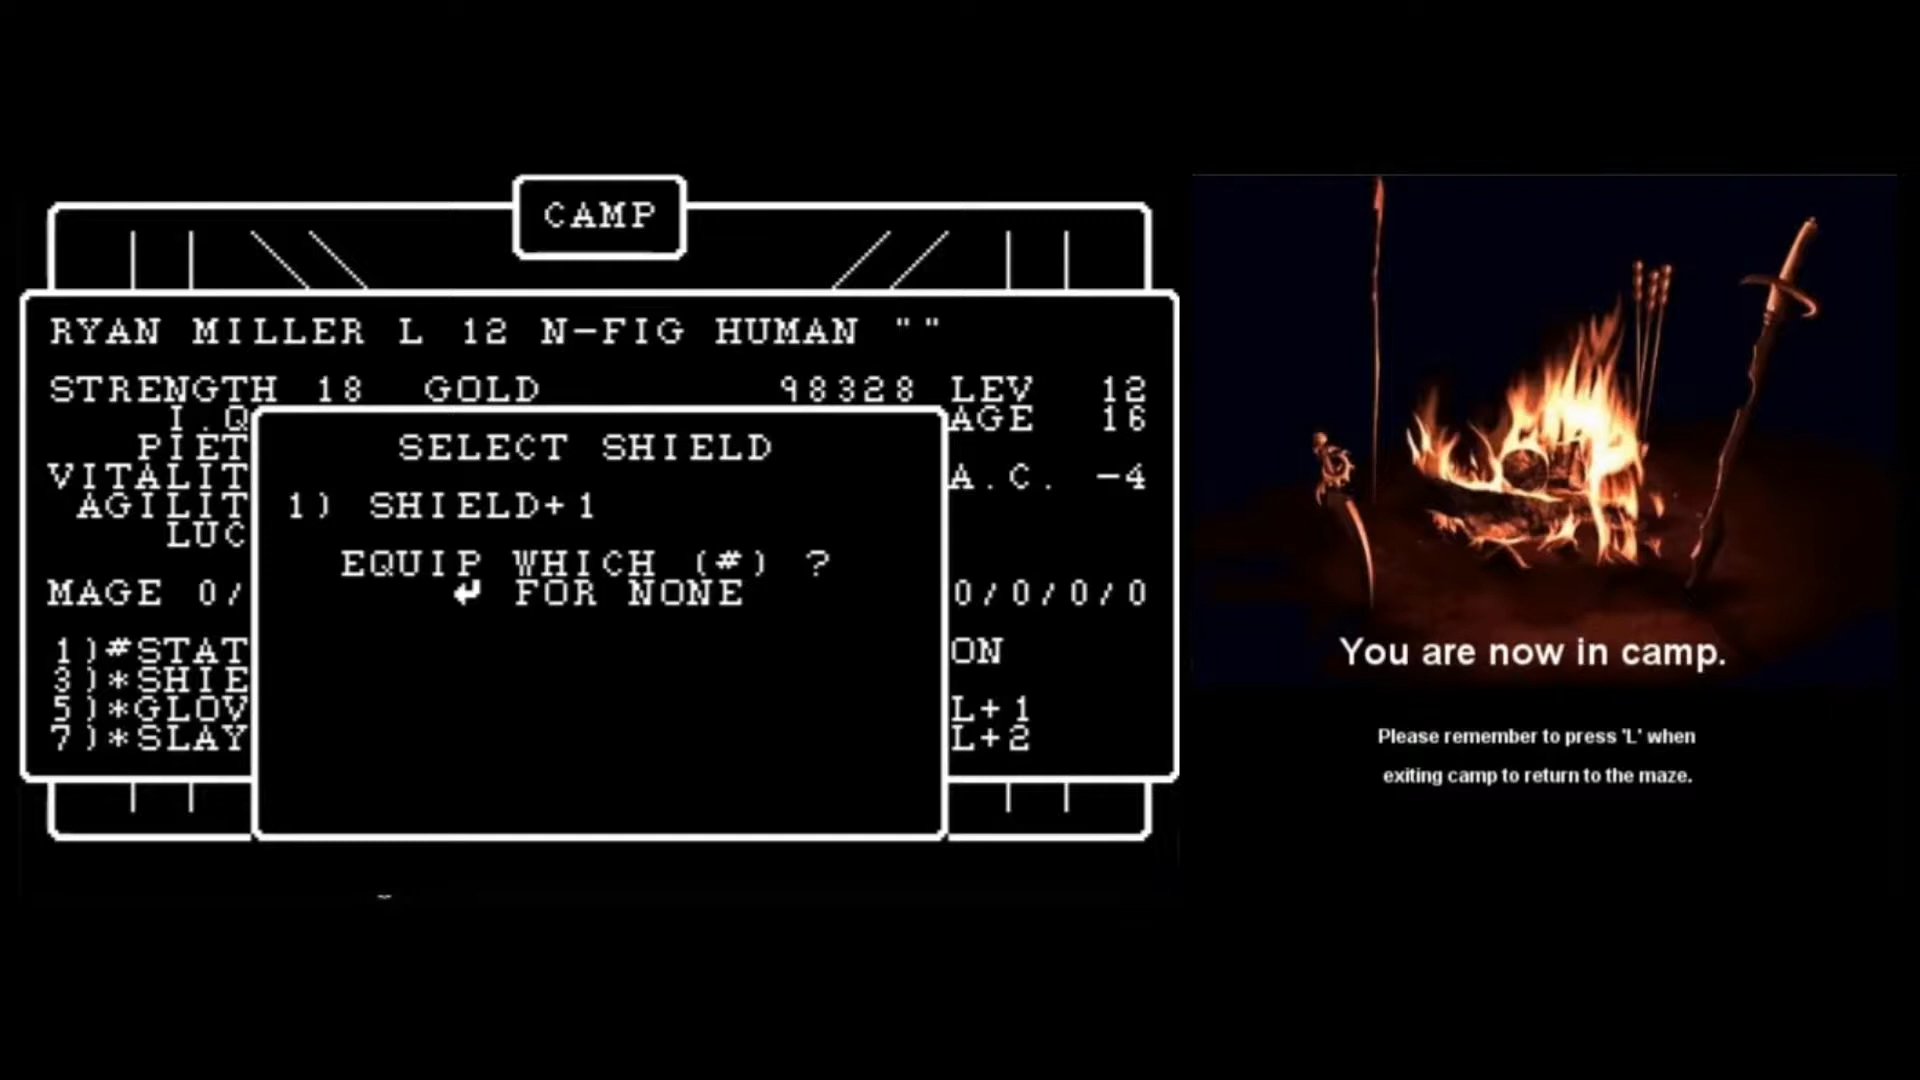 CAMP
RYAN MILLER L 12 N-FIG HUMAN ""
STRENGTH 18 GOLD 98328 LEV 12
I.Q AGE 16
PIET
VITALIT A.C. -4
AGILIT
LUC
SELECT SHIELD
1) SHIELD+1
EQUIP WHICH (#) ?
↵ FOR NONE
MAGE 0/ 0/0/0/0
1)#STAT ON
3)*SHIE
5)*GLOV L+1
7)*SLAY L+2
You are now in camp.
Please remember to press 'L' when
exiting camp to return to the maze.